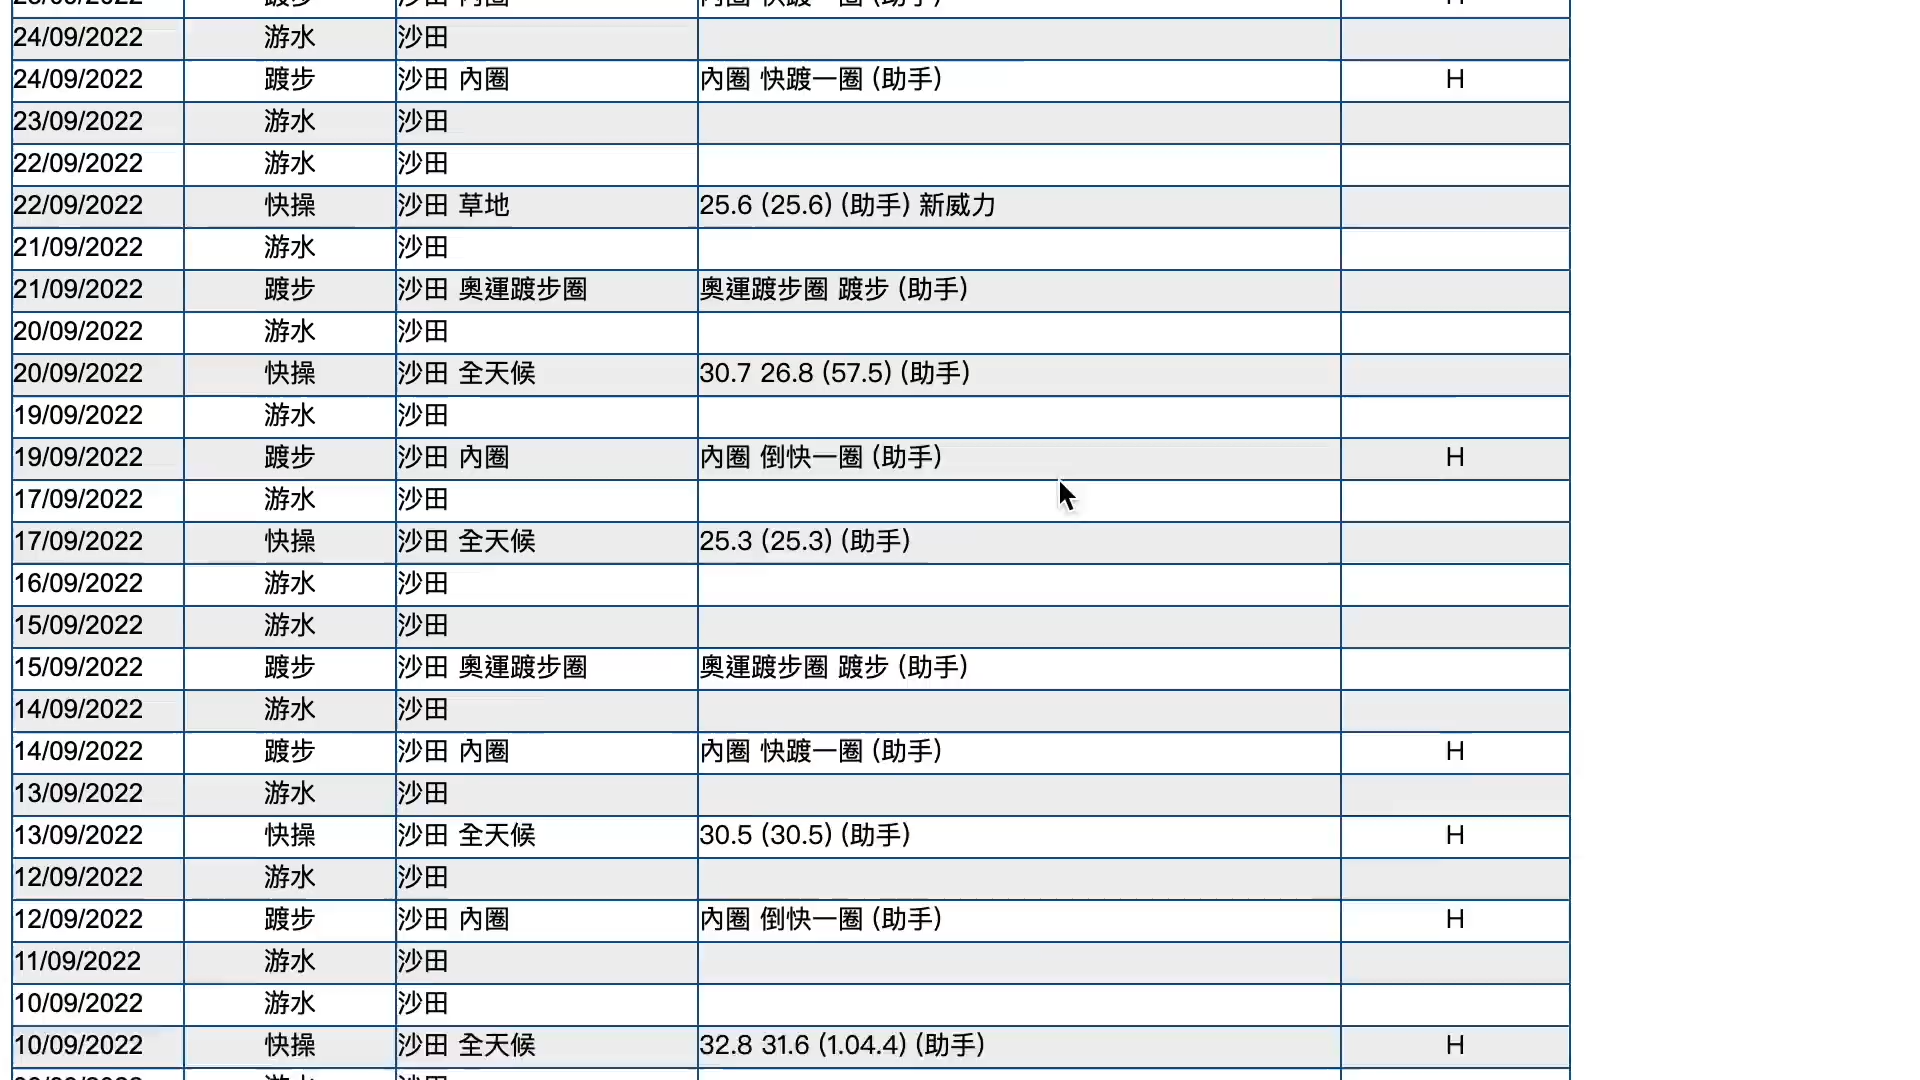 24/09/2022 游水 沙田
24/09/2022 踱步 沙田 內圈 內圈 快踱一圈 (助手) H
23/09/2022 游水 沙田
22/09/2022 游水 沙田
22/09/2022 快操 沙田 草地 25.6 (25.6) (助手) 新威力
21/09/2022 游水 沙田
21/09/2022 踱步 沙田 奧運踱步圈 奧運踱步圈 踱步 (助手)
20/09/2022 游水 沙田
20/09/2022 快操 沙田 全天候 30.7 26.8 (57.5) (助手)
19/09/2022 游水 沙田
19/09/2022 踱步 沙田 內圈 內圈 倒快一圈 (助手) H
17/09/2022 游水 沙田
17/09/2022 快操 沙田 全天候 25.3 (25.3) (助手)
16/09/2022 游水 沙田
15/09/2022 游水 沙田
15/09/2022 踱步 沙田 奧運踱步圈 奧運踱步圈 踱步 (助手)
14/09/2022 游水 沙田
14/09/2022 踱步 沙田 內圈 內圈 快踱一圈 (助手) H
13/09/2022 游水 沙田
13/09/2022 快操 沙田 全天候 30.5 (30.5) (助手) H
12/09/2022 游水 沙田
12/09/2022 踱步 沙田 內圈 內圈 倒快一圈 (助手) H
11/09/2022 游水 沙田
10/09/2022 游水 沙田
10/09/2022 快操 沙田 全天候 32.8 31.6 (1.04.4) (助手) H